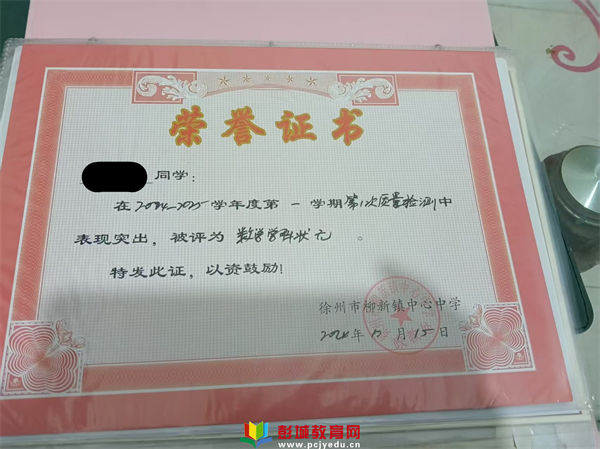 荣誉证书
同学:
在2024-2025学年度第一学期第1次质量检测中
表现突出，被评为 数学学科状元。
特发此证，以资鼓励!
徐州市柳新镇中心中学
2024年 月15日
彭城教育网
www.pcjyedu.cn